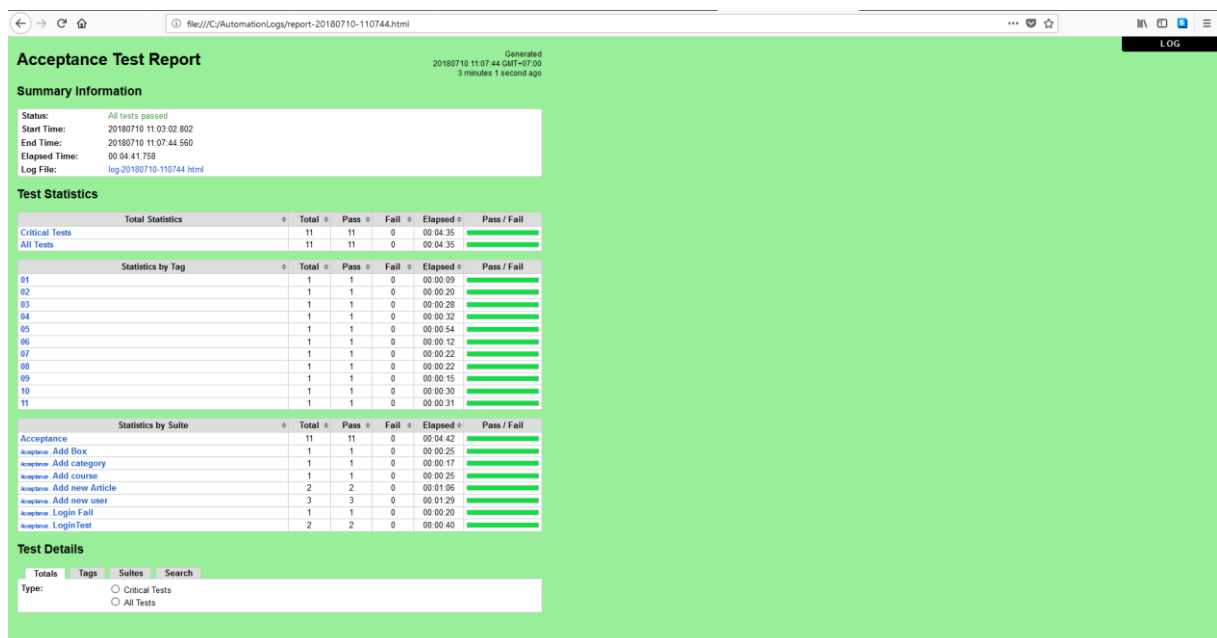 file:///C:/AutomationLogs/report-20180710-110744.html
LOG
Acceptance Test Report
Generated
20180710 11:07:44 GMT+07:00
3 minutes 1 second ago
Summary Information
Status: All tests passed
Start Time: 20180710 11:03:02.802
End Time: 20180710 11:07:44.560
Elapsed Time: 00:04:41.758
Log File: log-20180710-110744.html
Test Statistics
Total Statistics Total Pass Fail Elapsed Pass / Fail
Critical Tests 11 11 0 00:04:35
All Tests 11 11 0 00:04:35
Statistics by Tag Total Pass Fail Elapsed Pass / Fail
01 1 1 0 00:00:09
02 1 1 0 00:00:20
03 1 1 0 00:00:28
04 1 1 0 00:00:32
05 1 1 0 00:00:54
06 1 1 0 00:00:12
07 1 1 0 00:00:22
08 1 1 0 00:00:22
09 1 1 0 00:00:15
10 1 1 0 00:00:30
11 1 1 0 00:00:31
Statistics by Suite Total Pass Fail Elapsed Pass / Fail
Acceptance 11 11 0 00:04:42
Acceptance . Add Box 1 1 0 00:00:25
Acceptance . Add category 1 1 0 00:00:17
Acceptance . Add course 1 1 0 00:00:25
Acceptance . Add new Article 2 2 0 00:01:06
Acceptance . Add new user 3 3 0 00:01:29
Acceptance . Login Fail 1 1 0 00:00:20
Acceptance . LoginTest 2 2 0 00:00:40
Test Details
Totals Tags Suites Search
Type: Critical Tests
All Tests